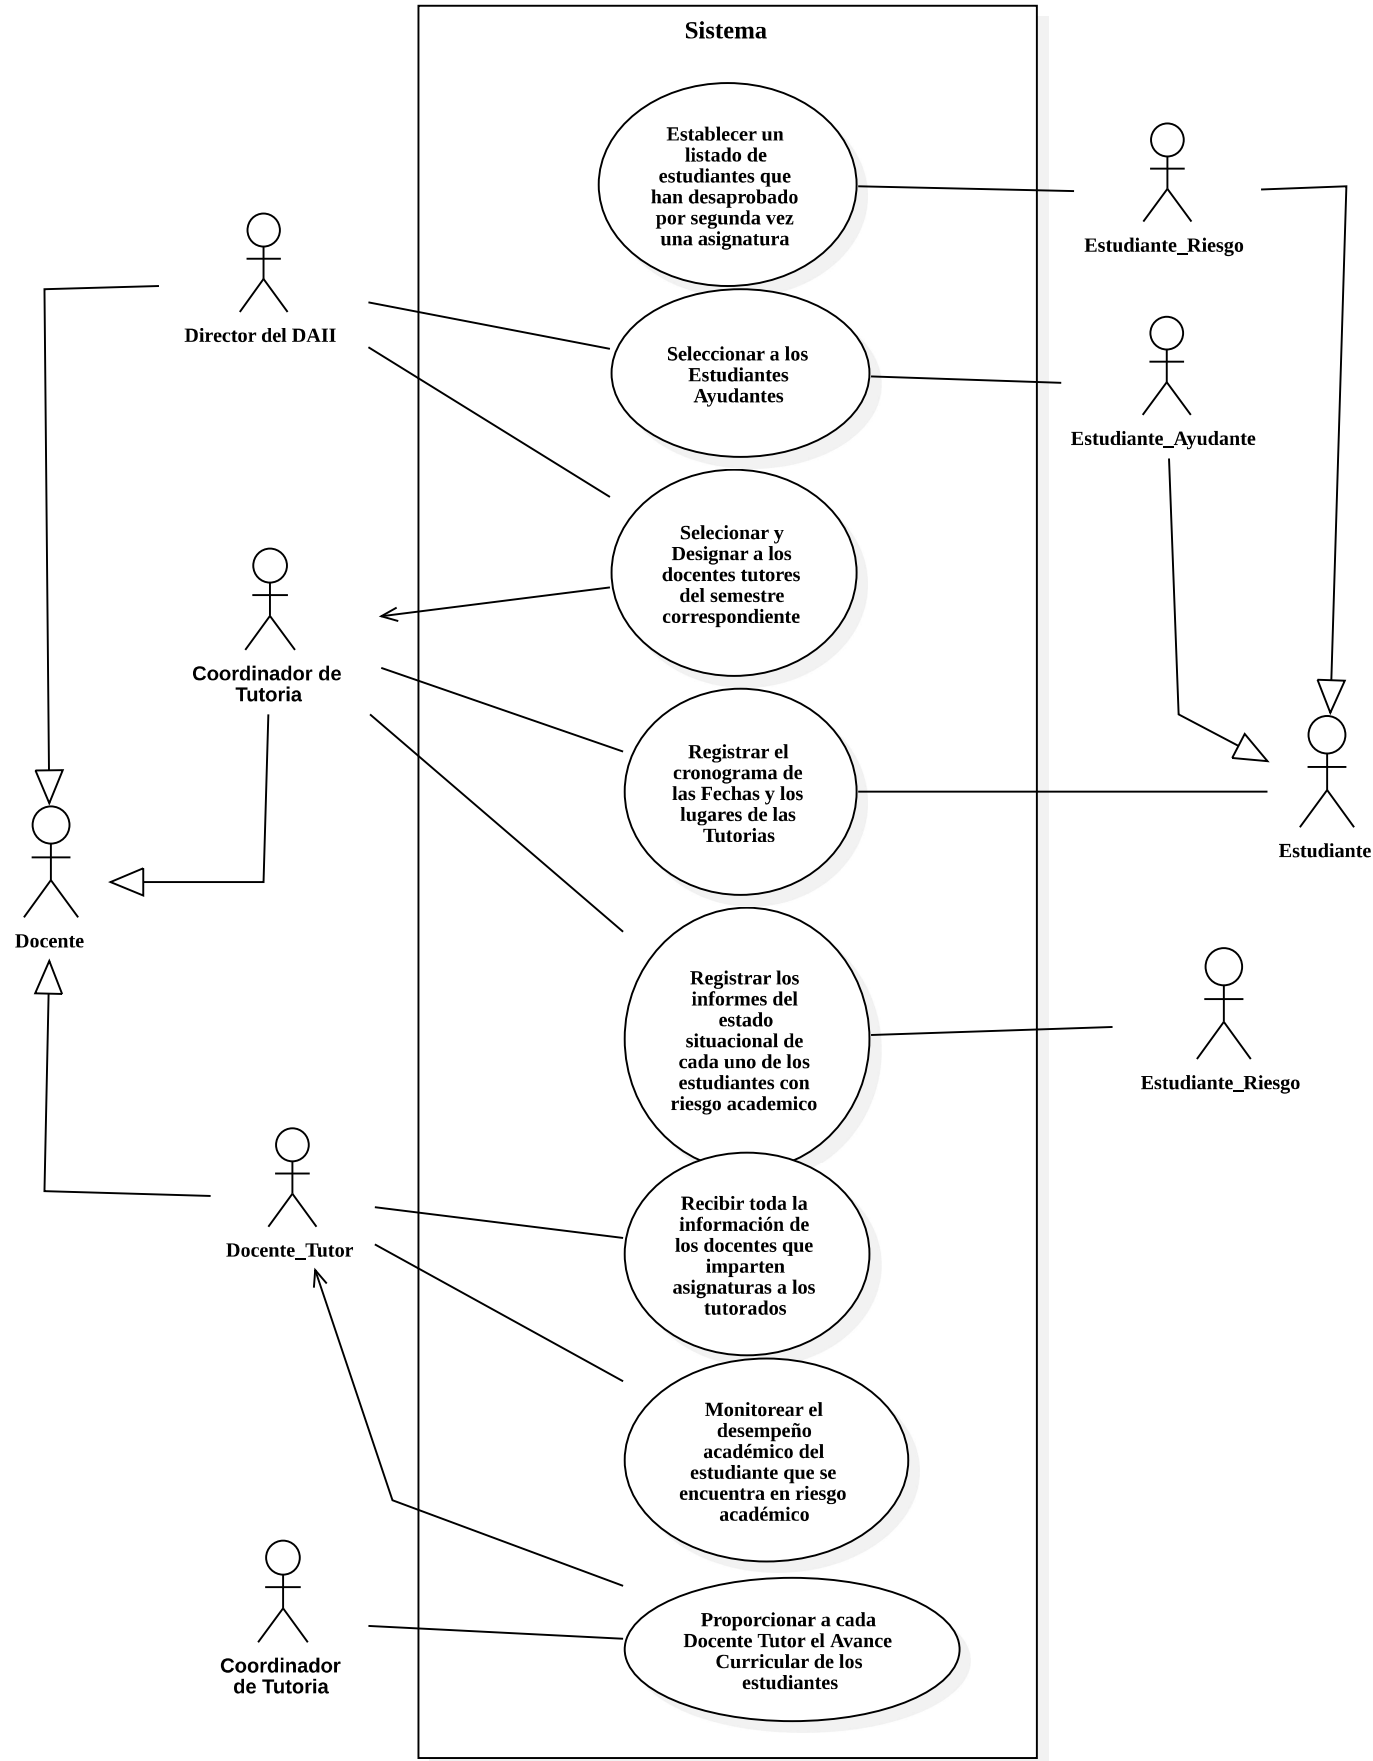 Sistema
Establecer un
listado de
estudiantes que
han desaprobado
por segunda vez
una asignatura
Estudiante_Riesgo
Director del DAII
Seleccionar a los
Estudiantes
Ayudantes
Estudiante_Ayudante
Selecionar y
Designar a los
docentes tutores
del semestre
correspondiente
Coordinador de
Tutoria
Registrar el
cronograma de
las Fechas y los
lugares de las
Tutorias
Estudiante
Docente
Registrar los
informes del
estado
situacional de
cada uno de los
estudiantes con
riesgo academico
Estudiante_Riesgo
Docente_Tutor
Recibir toda la
información de
los docentes que
imparten
asignaturas a los
tutorados
Monitorear el
desempeño
académico del
estudiante que se
encuentra en riesgo
académico
Coordinador
de Tutoria
Proporcionar a cada
Docente Tutor el Avance
Curricular de los
estudiantes